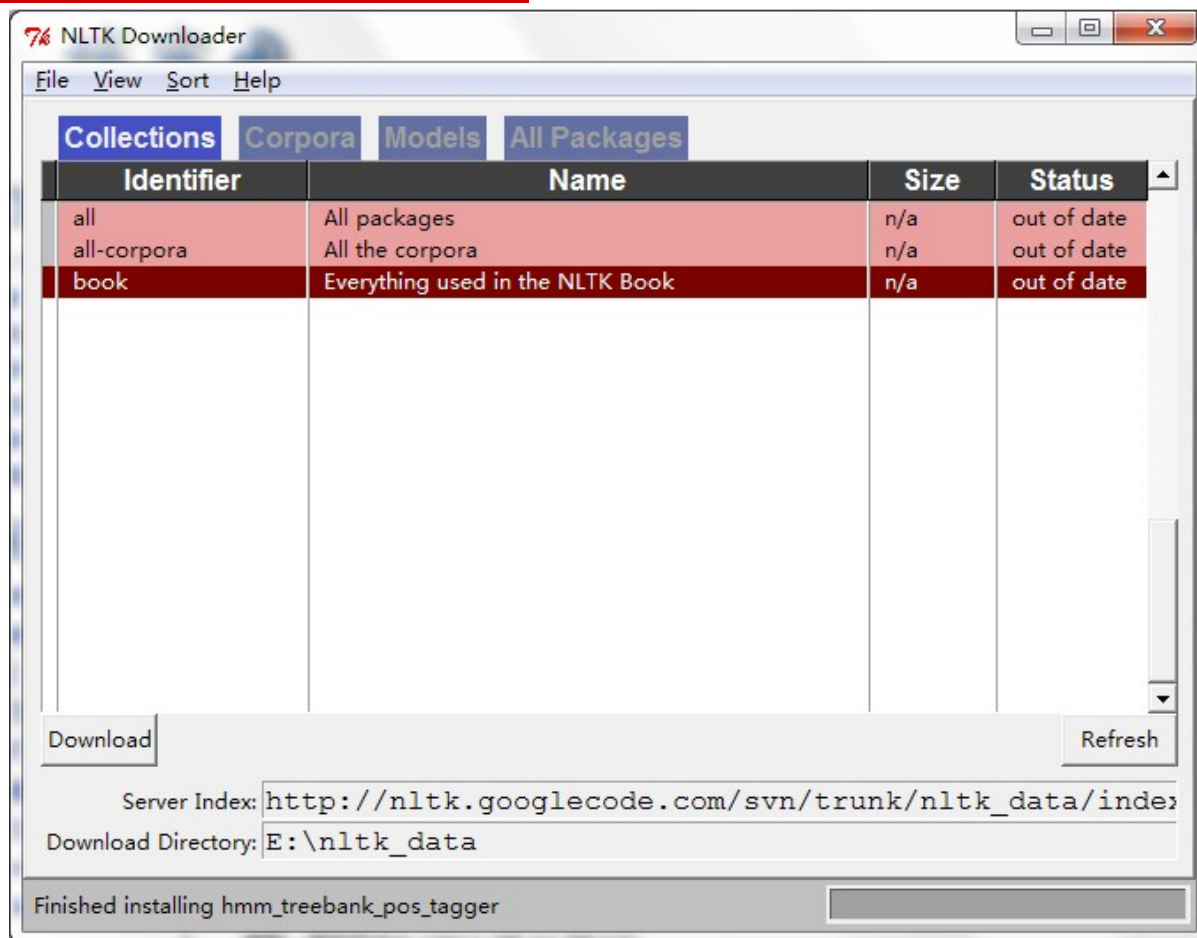 NLTK Downloader
File View Sort Help
Collections Corpora Models All Packages
Identifier Name Size Status
all All packages n/a out of date
all-corpora All the corpora n/a out of date
book Everything used in the NLTK Book n/a out of date
Download Refresh
Server Index: http://nltk.googlecode.com/svn/trunk/nltk_data/index
Download Directory: E:\nltk_data
Finished installing hmm_treebank_pos_tagger